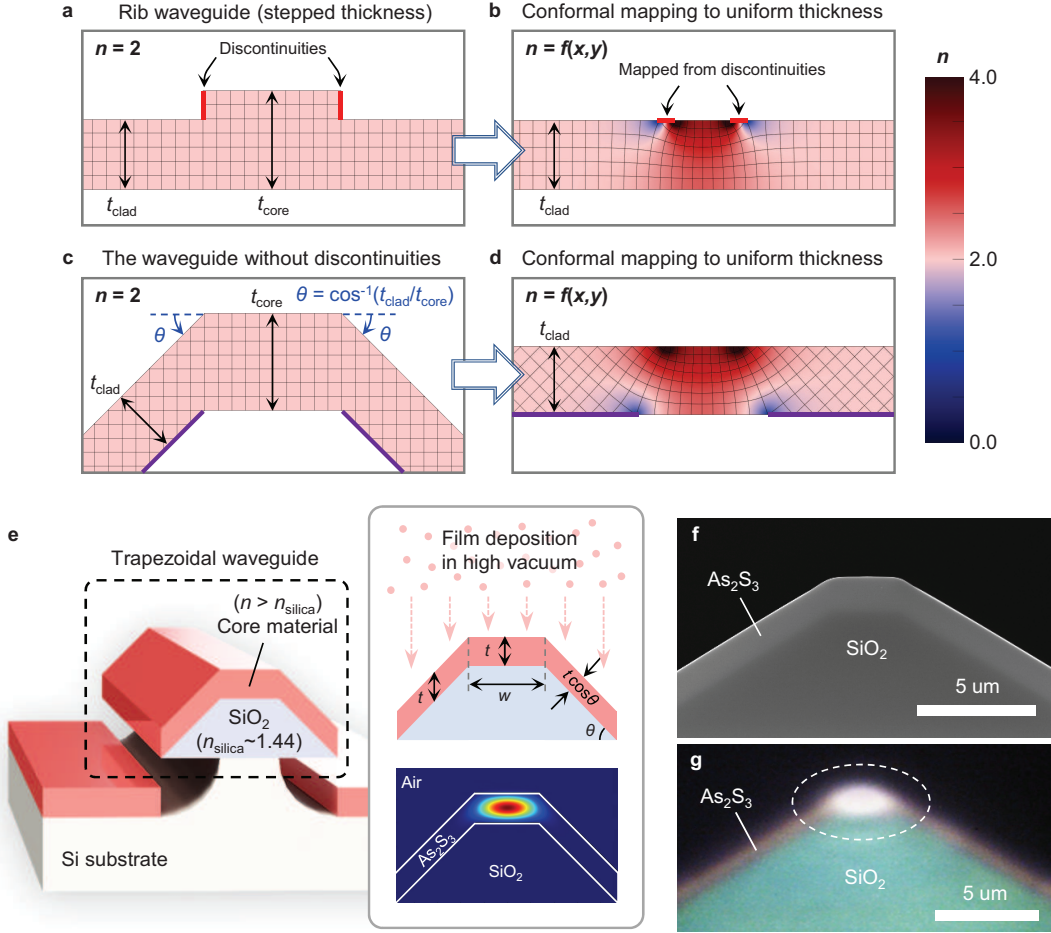 a Rib waveguide (stepped thickness)
n = 2
Discontinuities
t_clad
t_core
b Conformal mapping to uniform thickness
n = f(x,y)
Mapped from discontinuities
t_clad
n
4.0
2.0
0.0
c The waveguide without discontinuities
n = 2
t_core
θ = cos⁻¹(t_clad/t_core)
θ
θ
t_clad
d Conformal mapping to uniform thickness
n = f(x,y)
t_clad
e
Trapezoidal waveguide
(n > n_silica)
Core material
SiO₂
(n_silica~1.44)
Si substrate
Film deposition
in high vacuum
t
t
w
t cosθ
θ
Air
As₂S₃
SiO₂
f
As₂S₃
SiO₂
5 um
g
As₂S₃
SiO₂
5 um